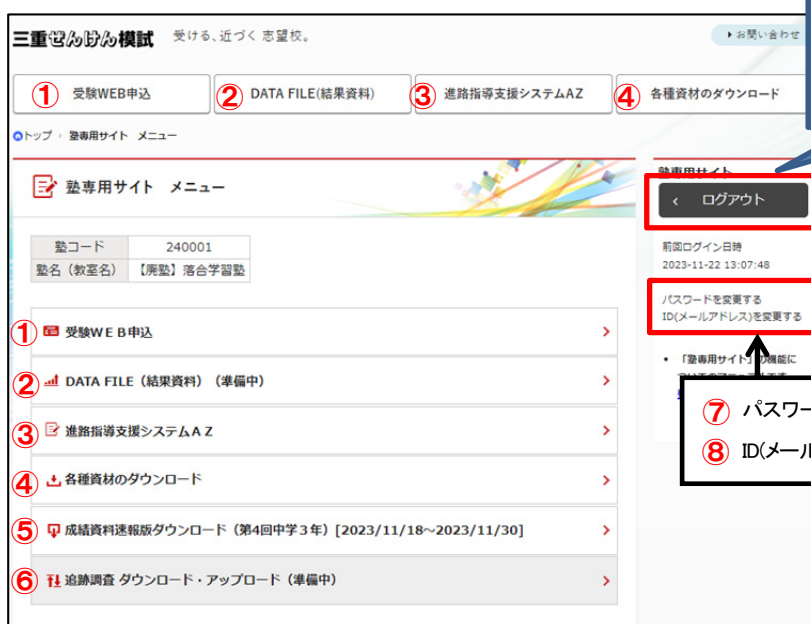 三重ぜんけん模試 受ける、近づく 志望校。
お問い合わせ
① 受験WEB申込
② DATA FILE(結果資料)
③ 進路指導支援システムAZ
④ 各種資材のダウンロード
トップ › 塾専用サイト メニュー
塾専用サイト メニュー
塾コード 240001
塾名（教室名） 【廃塾】落合学習塾
① 受験ＷＥＢ申込
② DATA FILE（結果資料）（準備中）
③ 進路指導支援システムＡＺ
④ 各種資材のダウンロード
⑤ 成績資料速報版ダウンロード（第4回中学３年）[2023/11/18～2023/11/30]
⑥ 追跡調査 ダウンロード・アップロード（準備中）
塾専用サイト
‹ ログアウト
前回ログイン日時
2023-11-22 13:07:48
パスワードを変更する
ID(メールアドレス)を変更する
• 「塾専用サイト」の機能に
⑦ パスワー
⑧ ID(メール